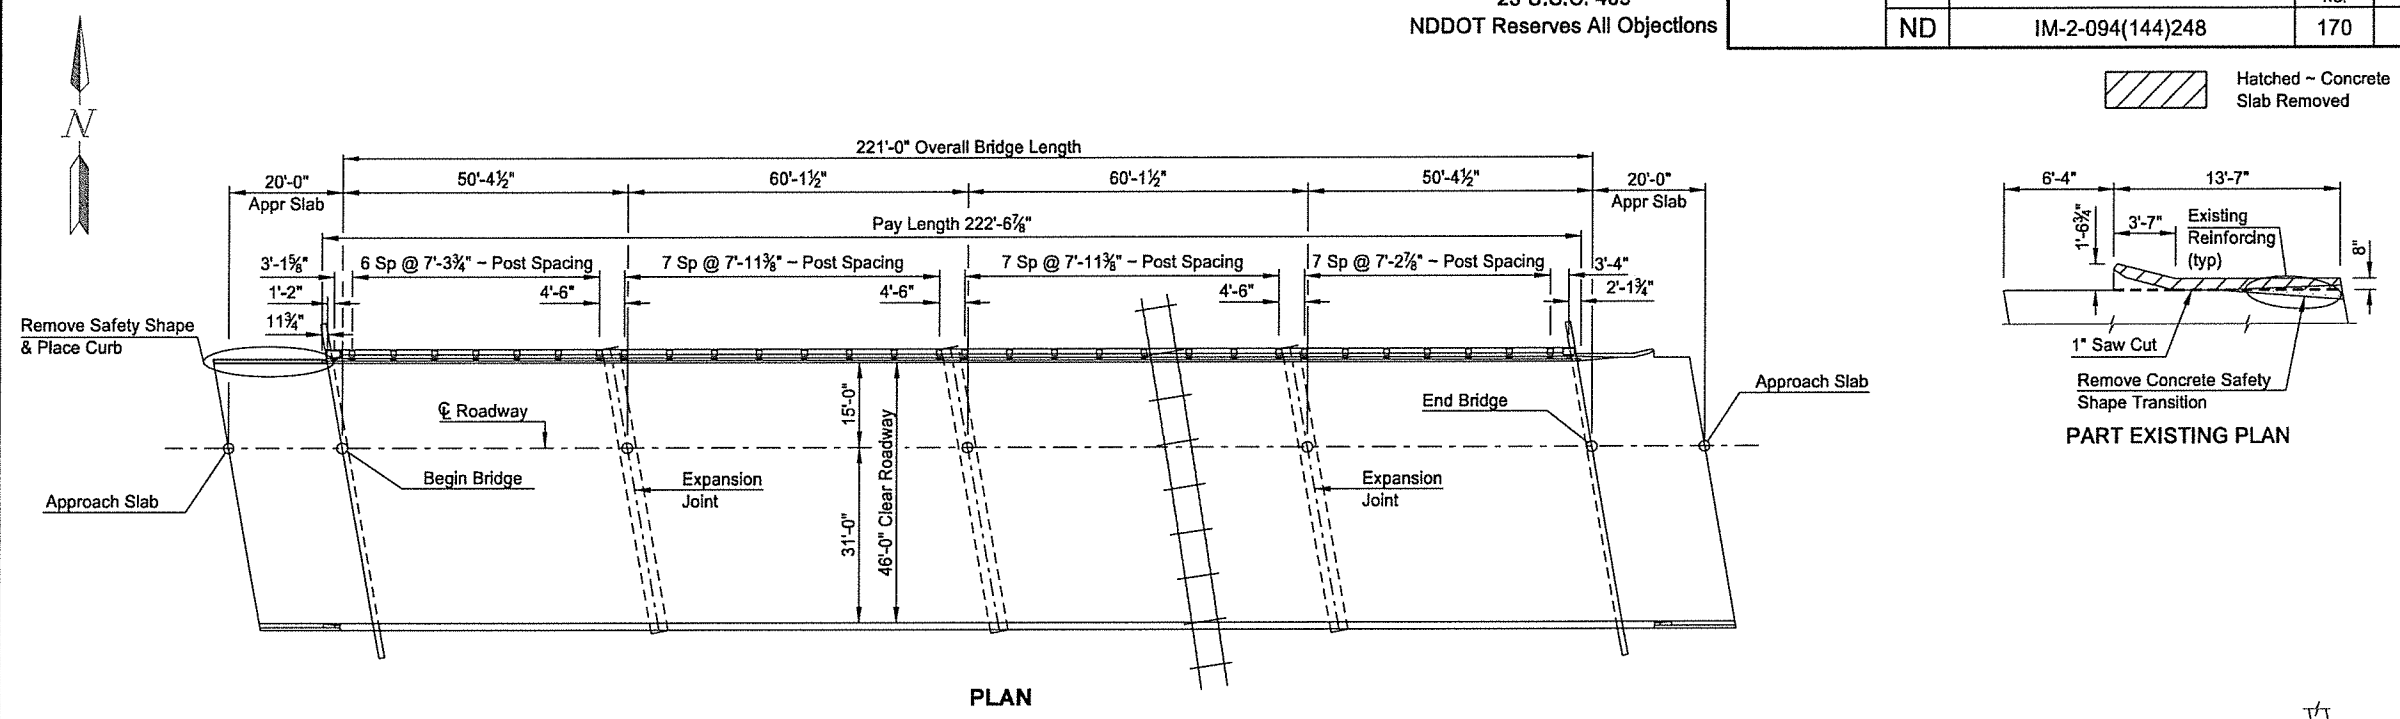 NDDOT Reserves All Objections
ND IM-2-094(144)248 170
Hatched ~ Concrete
Slab Removed
N
221'-0" Overall Bridge Length
20'-0" 50'-4½" 60'-1½" 60'-1½" 50'-4½" 20'-0"
Appr Slab Appr Slab
Pay Length 222'-6⅞"
3'-1⅝" 6 Sp @ 7'-3¾" ~ Post Spacing 7 Sp @ 7'-11⅜" ~ Post Spacing 7 Sp @ 7'-11⅜" ~ Post Spacing 7 Sp @ 7'-2⅞" ~ Post Spacing 3'-4"
1'-2" 4'-6" 4'-6" 4'-6" 2'-1¾"
11¾"
Remove Safety Shape
& Place Curb
℄ Roadway
15'-0"
46'-0" Clear Roadway
31'-0"
End Bridge
Approach Slab
Approach Slab
Begin Bridge
Expansion
Joint
Expansion
Joint
PLAN
6'-4" 13'-7"
1'-6¾"
3'-7"
Existing
Reinforcing
(typ)
8"
1" Saw Cut
Remove Concrete Safety
Shape Transition
PART EXISTING PLAN